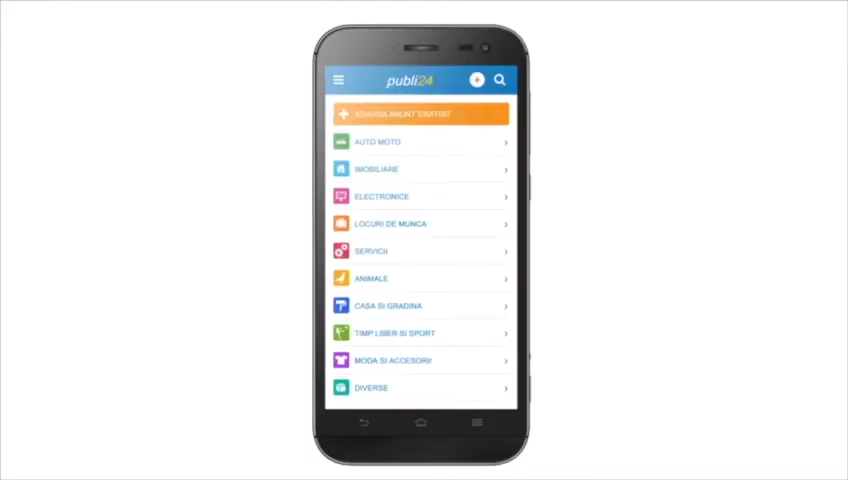 publi24
ADAUGA ANUNT GRATUIT
AUTO MOTO
IMOBILIARE
ELECTRONICE
LOCURI DE MUNCA
SERVICII
ANIMALE
CASA SI GRADINA
TIMP LIBER SI SPORT
MODA SI ACCESORII
DIVERSE